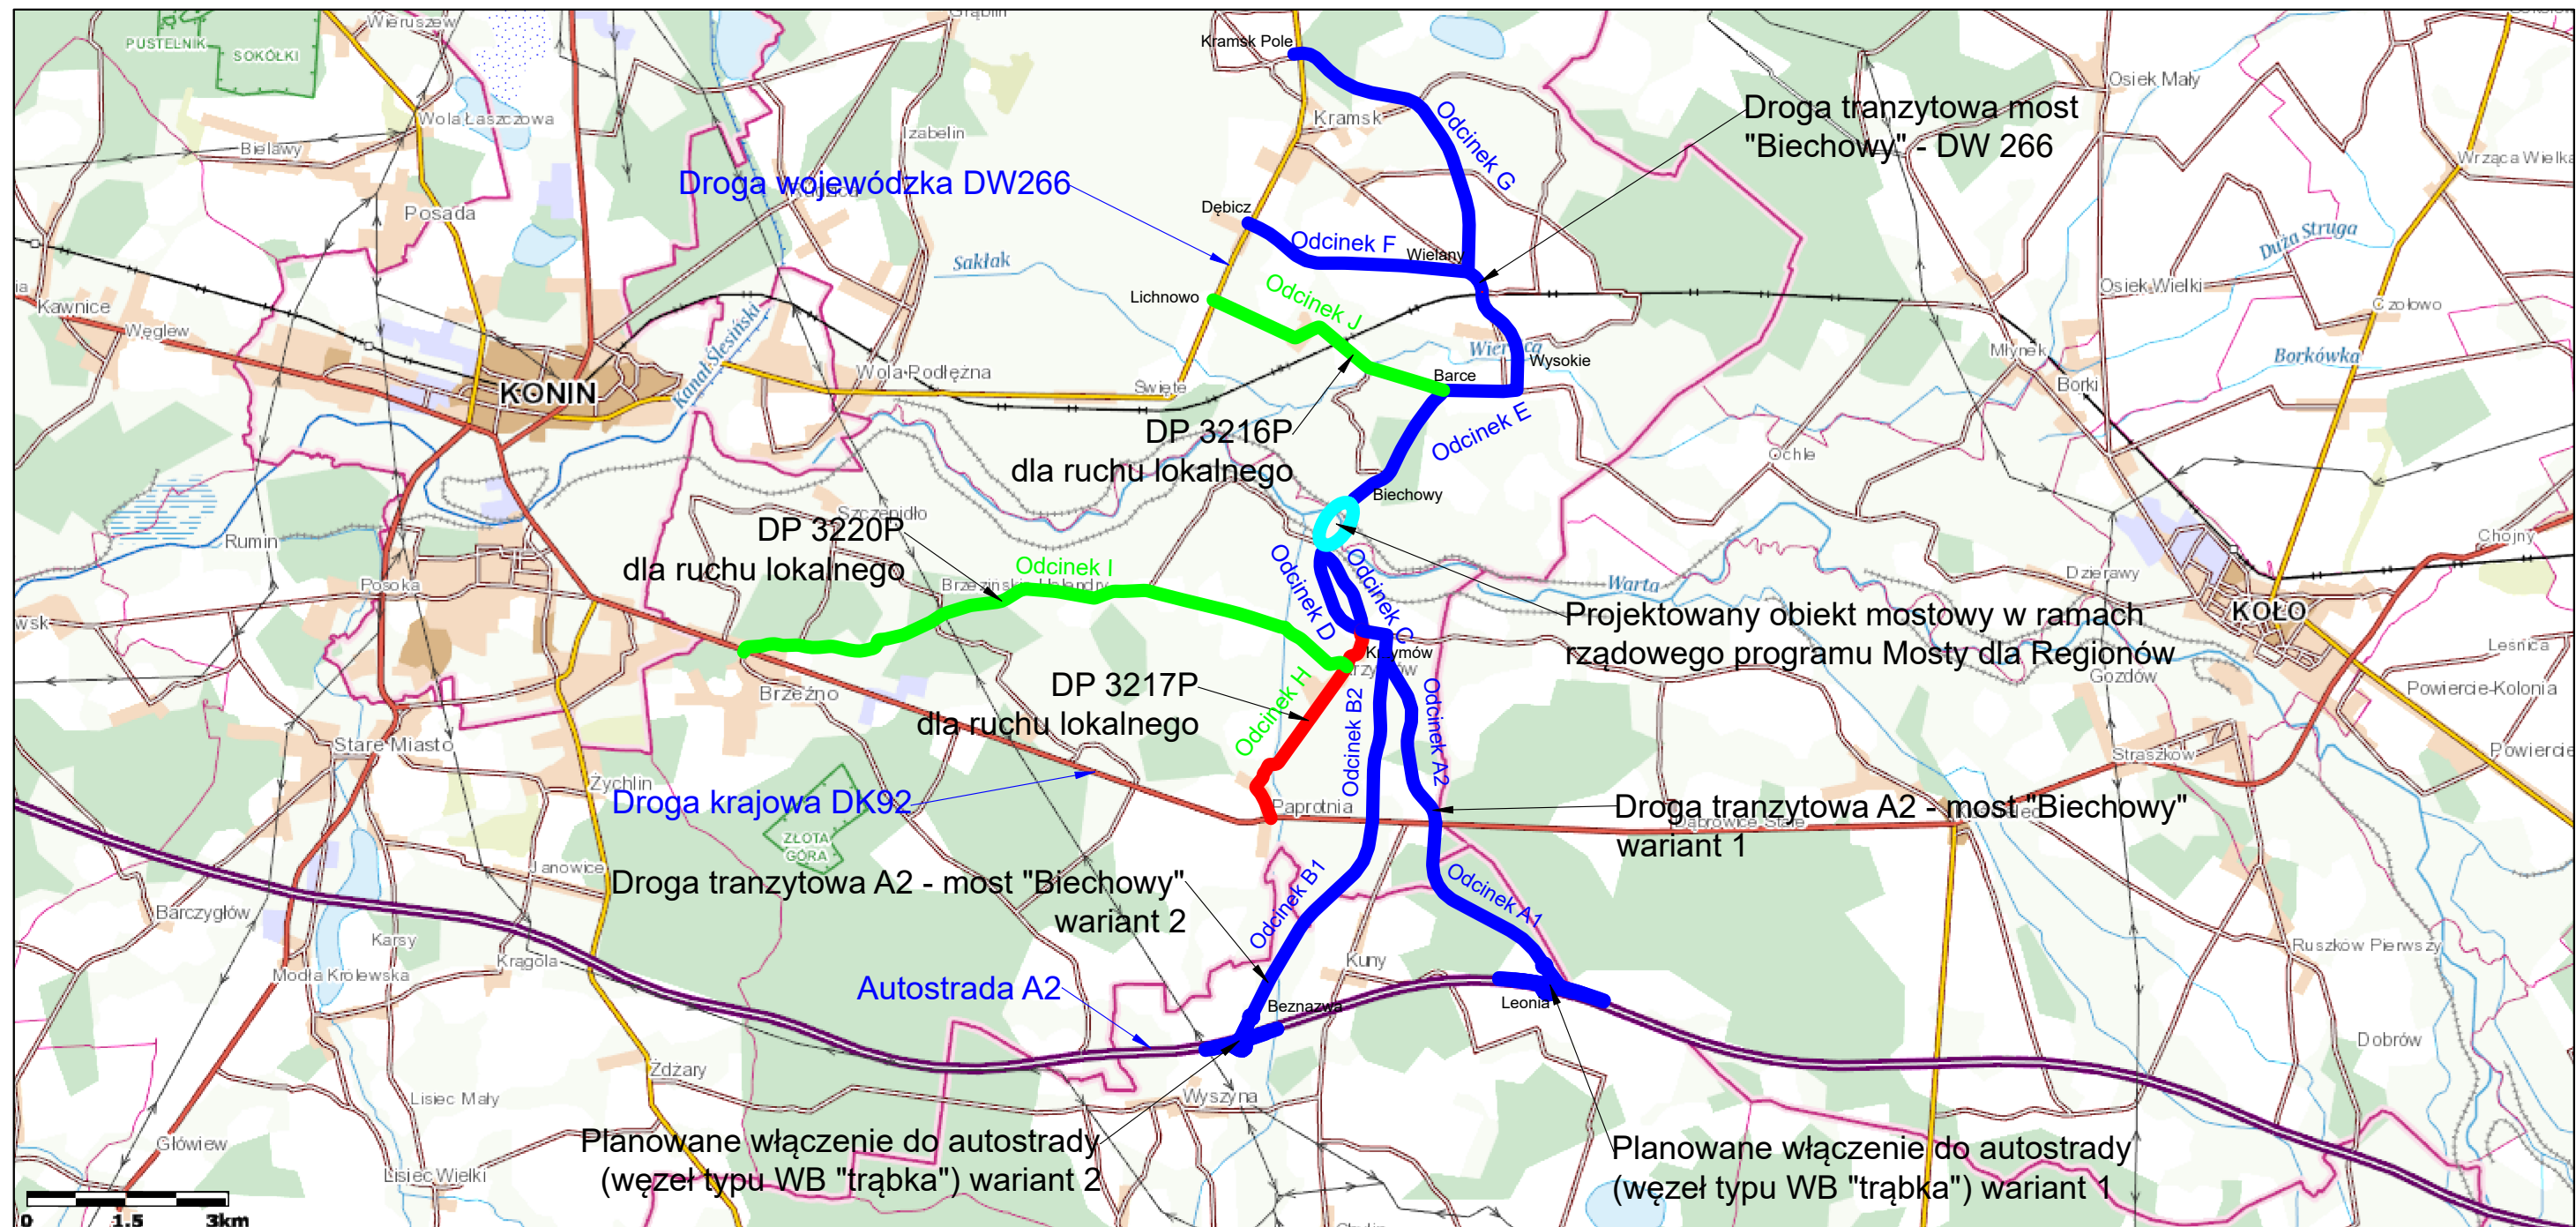 Wieruszew
Grąblin
PUSTELNIK
SOKÓŁKI
Kramsk Pole
Osiek Mały
Wola Łaszczowa
Izabelin
Kramsk
Odcinek G
Droga tranzytowa most
"Biechowy" - DW 266
Bielawy
Wrząca Wielka
Droga wojewódzka DW266
Posada
Dębicz
Odcinek F
Wielany
Duża Struga
Sakłak
Osiek Wielki
Kawnice
Lichnowo
Odcinek J
Czołowo
Węglew
Kanał Ślesiński
Wysokie
Młynek
Borkówka
KONIN
Wola Podłężna
Święte
Barce
Borki
Odcinek E
DP 3216P
dla ruchu lokalnego
Ochle
Biechowy
Szczepidło
DP 3220P
dla ruchu lokalnego
Rumin
Posoka
Odcinek I
Odcinek D
Odcinek C
Warta
Dzierawy
Chojny
KOŁO
Projektowany obiekt mostowy w ramach
rządowego programu Mosty dla Regionów
Leśnica
Gozdów
Powiercie-Kolonia
Brzeźno
DP 3217P
dla ruchu lokalnego
Odcinek H
Odcinek B2
Odcinek A2
Stare Miasto
Straszków
Powiercie
Żychlin
Droga krajowa DK92
Paprotnia
Droga tranzytowa A2 - most "Biechowy"
wariant 1
Dąbrowice Stare
ZŁOTA
GÓRA
Janowice
Droga tranzytowa A2 - most "Biechowy"
wariant 2
Odcinek B1
Odcinek A1
Barczygłów
Karsy
Krągola
Modła Królewska
Kuny
Ruszków Pierwszy
Autostrada A2
Beznazwa
Leonia
Dobrów
Żdżary
Wyszyna
Lisiec Mały
Główiew
Planowane włączenie do autostrady
(węzeł typu WB "trąbka") wariant 2
Planowane włączenie do autostrady
(węzeł typu WB "trąbka") wariant 1
Lisiec Wielki
0 1.5 3km